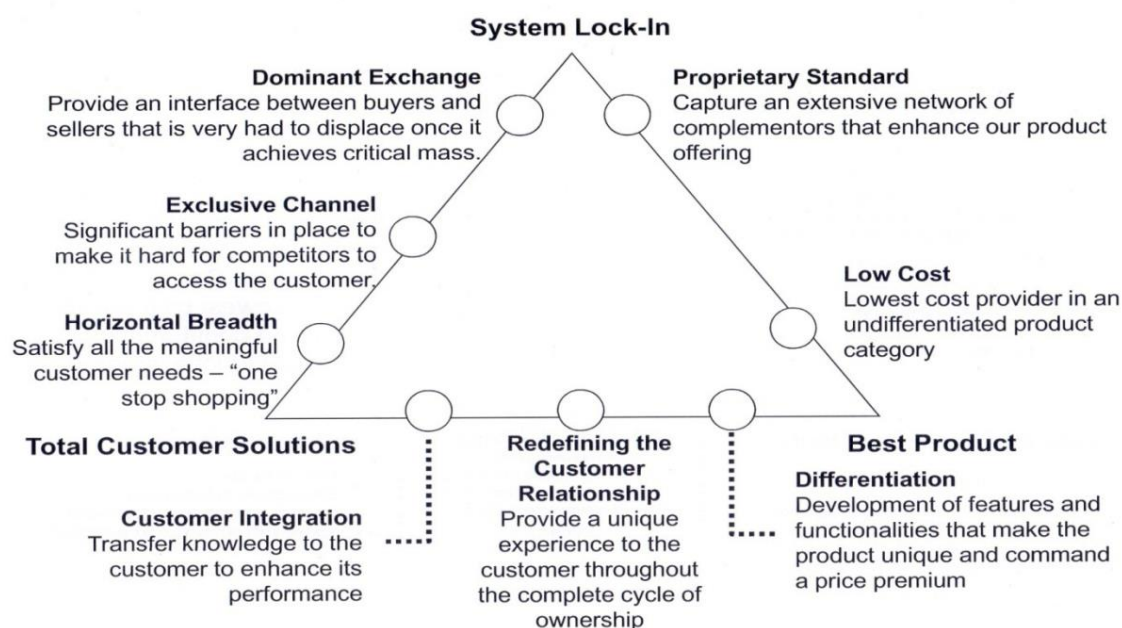 System Lock-In
Dominant Exchange
Provide an interface between buyers and
sellers that is very had to displace once it
achieves critical mass.
Proprietary Standard
Capture an extensive network of
complementors that enhance our product
offering
Exclusive Channel
Significant barriers in place to
make it hard for competitors to
access the customer.
Low Cost
Lowest cost provider in an
undifferentiated product
category
Horizontal Breadth
Satisfy all the meaningful
customer needs – “one
stop shopping”
Total Customer Solutions
Redefining the
Customer
Relationship
Provide a unique
experience to the
customer throughout
the complete cycle of
ownership
Best Product
Customer Integration
Transfer knowledge to the
customer to enhance its
performance
Differentiation
Development of features and
functionalities that make the
product unique and command
a price premium